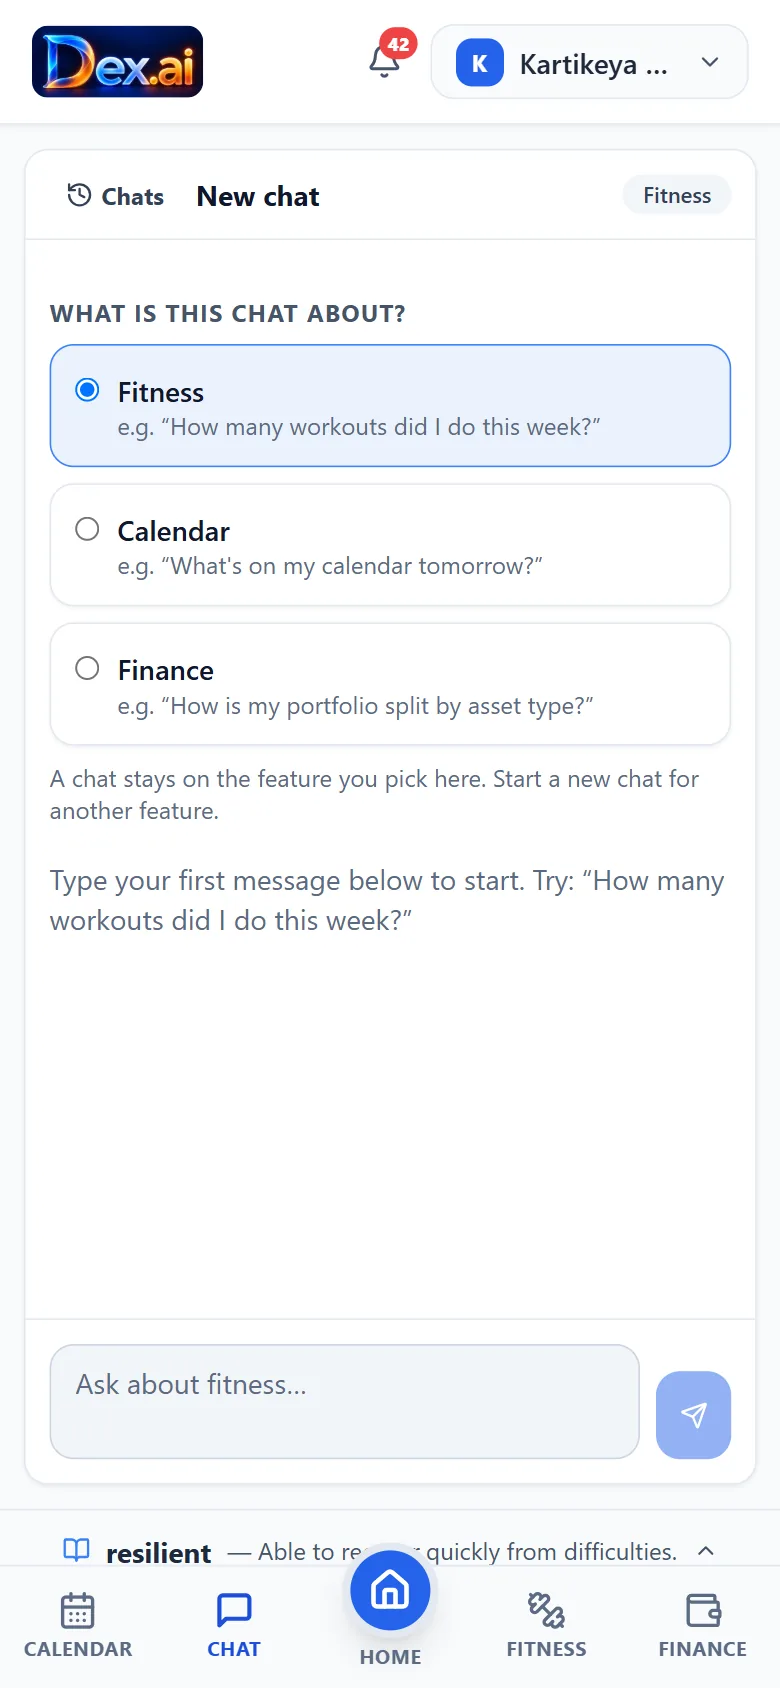 Dex.ai
42
K
Kartikeya ...
Chats
New chat
Fitness
WHAT IS THIS CHAT ABOUT?
Fitness
e.g. “How many workouts did I do this week?”
Calendar
e.g. “What's on my calendar tomorrow?”
Finance
e.g. “How is my portfolio split by asset type?”
A chat stays on the feature you pick here. Start a new chat for
another feature.
Type your first message below to start. Try: “How many
workouts did I do this week?”
Ask about fitness...
resilient — Able to re quickly from difficulties.
CALENDAR
CHAT
HOME
FITNESS
FINANCE